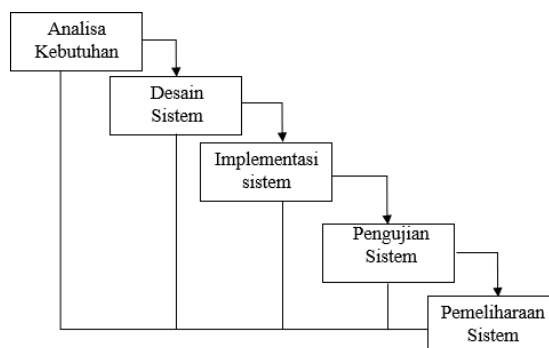 Analisa
Kebutuhan
Desain
Sistem
Implementasi
sistem
Pengujian
Sistem
Pemeliharaan
Sistem